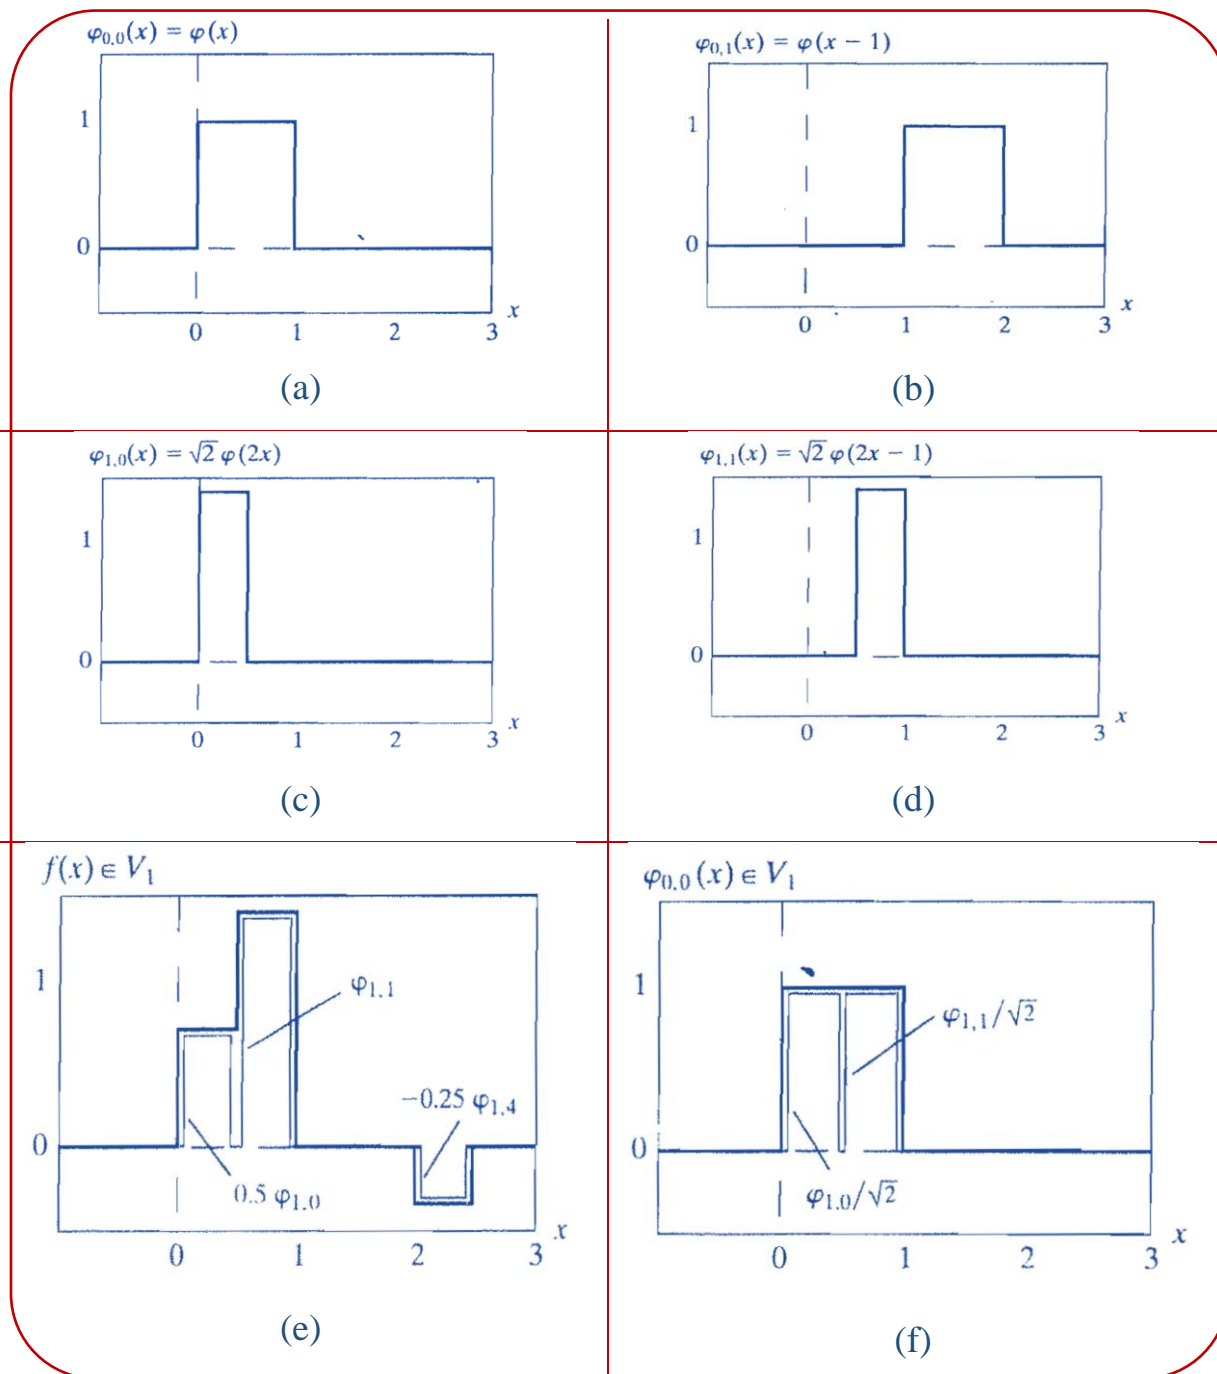 φ₀,₀(x) = φ(x)
1
0
0 1 2 3 x
(a)
φ₀,₁(x) = φ(x − 1)
1
0
0 1 2 3 x
(b)
φ₁,₀(x) = √2 φ(2x)
1
0
0 1 2 3 x
(c)
φ₁,₁(x) = √2 φ(2x − 1)
1
0
0 1 2 3 x
(d)
f(x) ∈ V₁
1
φ₁,₁
−0.25 φ₁,₄
0
0.5 φ₁,₀
0 1 2 3 x
(e)
φ₀,₀(x) ∈ V₁
1
φ₁,₁/√2
0
φ₁,₀/√2
0 1 2 3 x
(f)